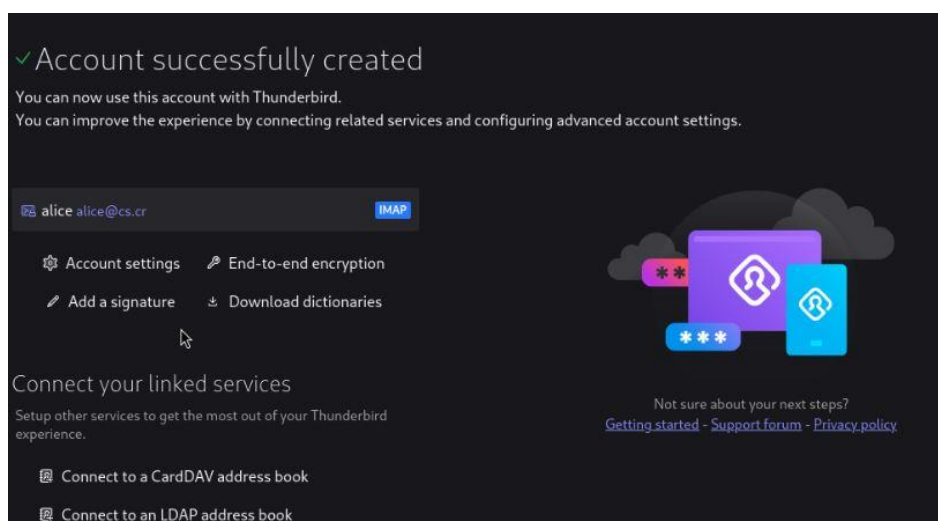 Account successfully created
You can now use this account with Thunderbird.
You can improve the experience by connecting related services and configuring advanced account settings.
alice alice@cs.cr IMAP
Account settings End-to-end encryption
Add a signature Download dictionaries
Connect your linked services
Setup other services to get the most out of your Thunderbird
experience.
Connect to a CardDAV address book
Connect to an LDAP address book
** 
***
Not sure about your next steps?
Getting started - Support forum - Privacy policy